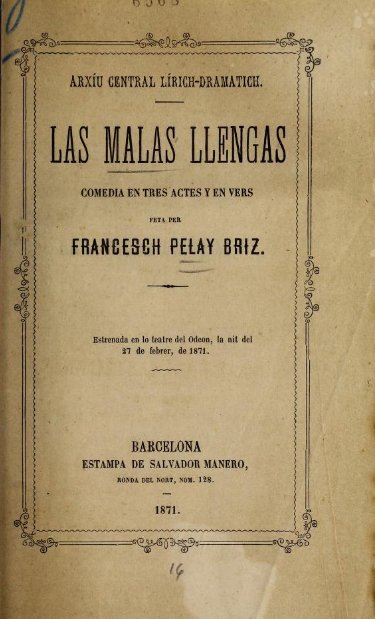 ARXÍU CENTRAL LÍRICH-DRAMATICH.
LAS MALAS LLENGAS
COMEDIA EN TRES ACTES Y EN VERS
FETA PER
FRANCESCH PELAY BRIZ.
Estrenada en lo teatre del Odeon, la nit del
27 de febrer, de 1871.
BARCELONA
ESTAMPA DE SALVADOR MANERO,
RONDA DEL NORT, NÚM. 128.
1871.
16